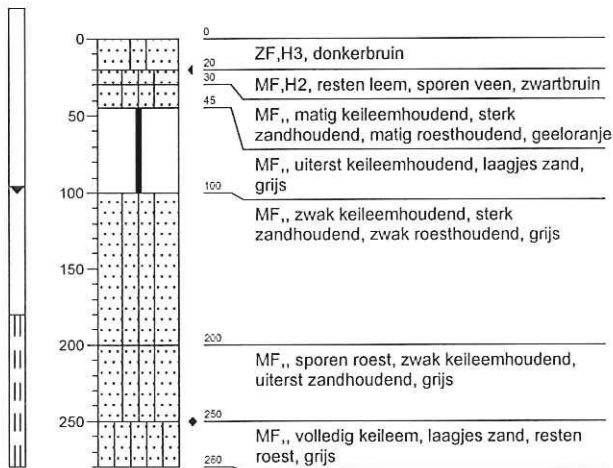 0
0
ZF,H3, donkerbruin
20
30
MF,H2, resten leem, sporen veen, zwartbruin
45
MF,, matig keileemhoudend, sterk
zandhoudend, matig roesthoudend, geeloranje
50
MF,, uiterst keileemhoudend, laagjes zand,
grijs
100
100
MF,, zwak keileemhoudend, sterk
zandhoudend, zwak roesthoudend, grijs
150
200
200
MF,, sporen roest, zwak keileemhoudend,
uiterst zandhoudend, grijs
250
250
MF,, volledig keileem, laagjes zand, resten
roest, grijs
280